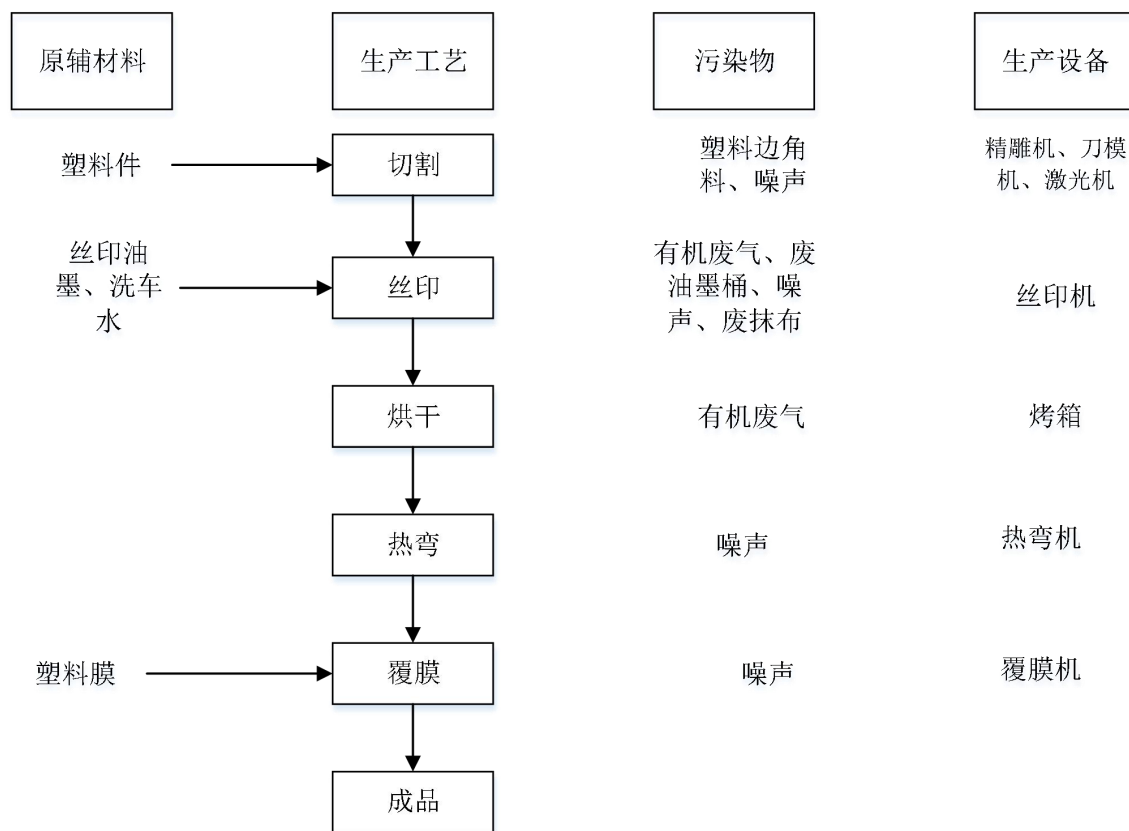 原辅材料
生产工艺
污染物
生产设备
塑料件
切割
塑料边角
料、噪声
精雕机、刀模
机、激光机
丝印油
墨、洗车
水
丝印
有机废气、废
油墨桶、噪
声、废抹布
丝印机
烘干
有机废气
烤箱
热弯
噪声
热弯机
塑料膜
覆膜
噪声
覆膜机
成品